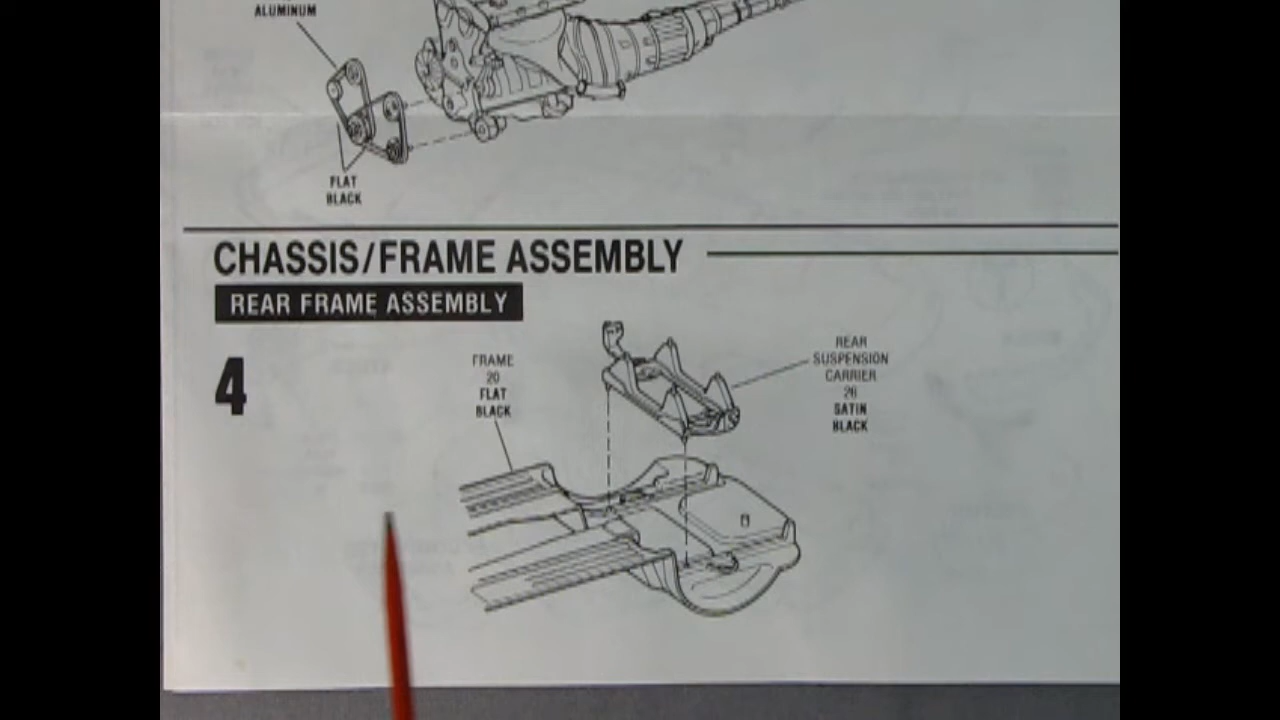 ALUMINUM
FLAT
BLACK
CHASSIS/FRAME ASSEMBLY
REAR FRAME ASSEMBLY
4
FRAME
20
FLAT
BLACK
REAR
SUSPENSION
CARRIER
26
SATIN
BLACK